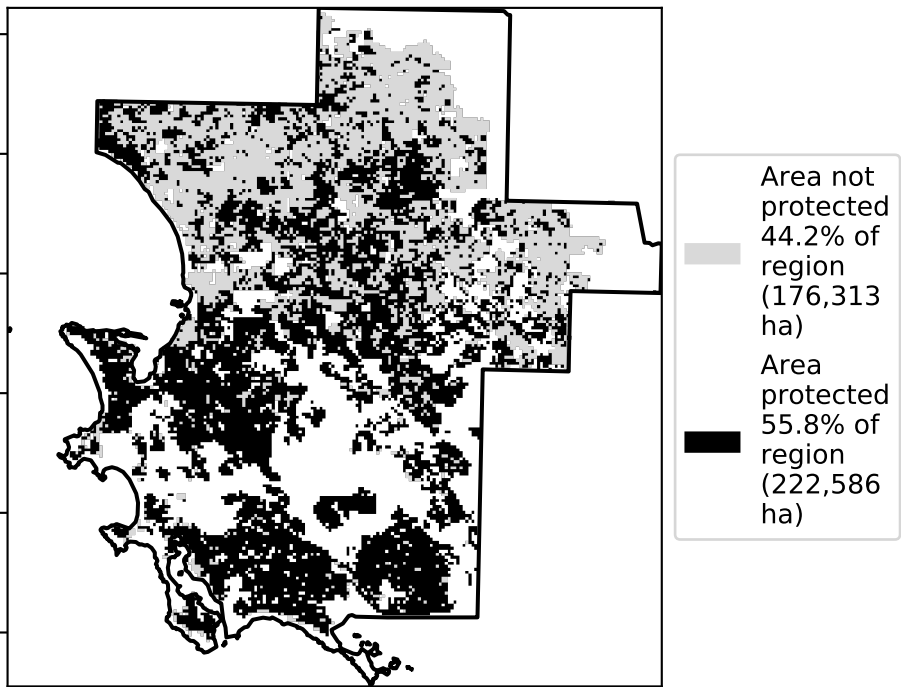 Area not
protected
44.2% of
region
(176,313
ha)
Area
protected
55.8% of
region
(222,586
ha)